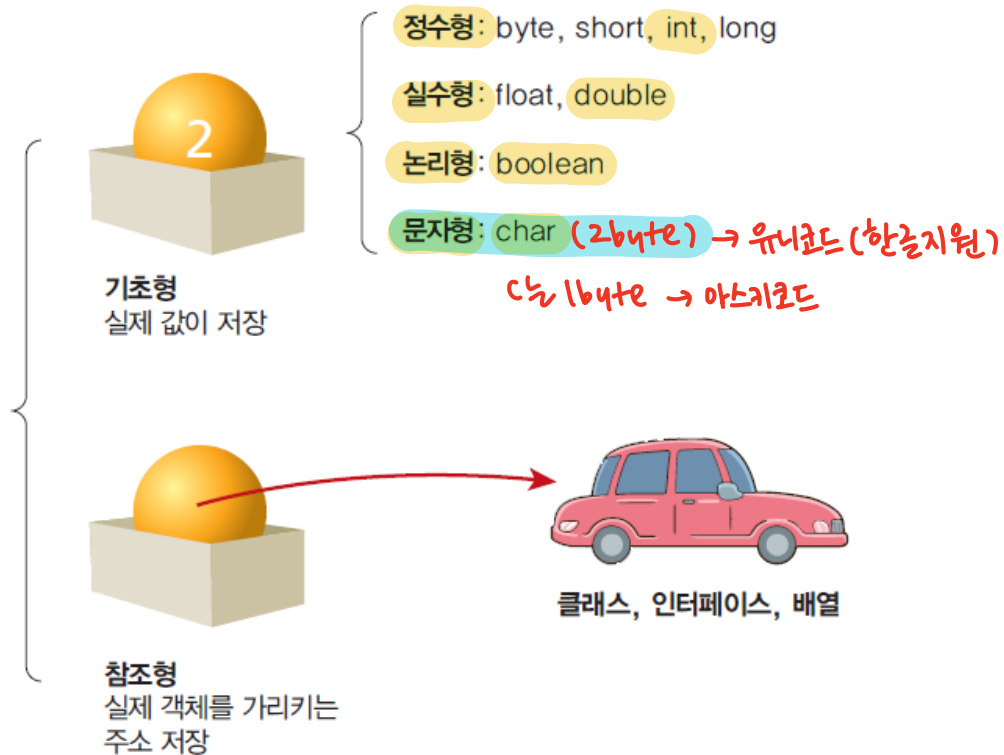 정수형: byte, short, int, long
실수형: float, double
논리형: boolean
문자형: char (2byte) → 유니코드(한글지원)
C는 1byte → 아스키코드
2
기초형
실제 값이 저장
클래스, 인터페이스, 배열
참조형
실제 객체를 가리키는
주소 저장